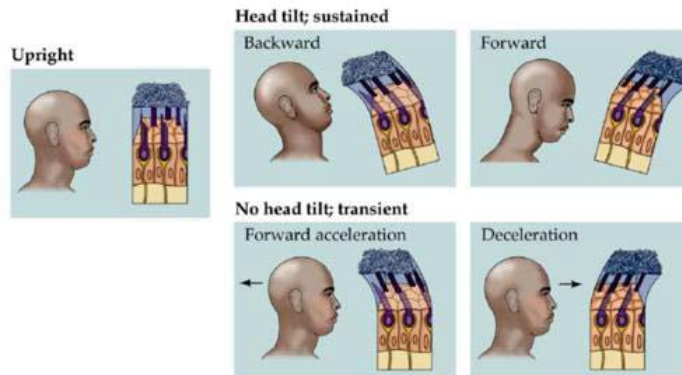 Head tilt; sustained
Upright
Backward
Forward
No head tilt; transient
Forward acceleration
Deceleration